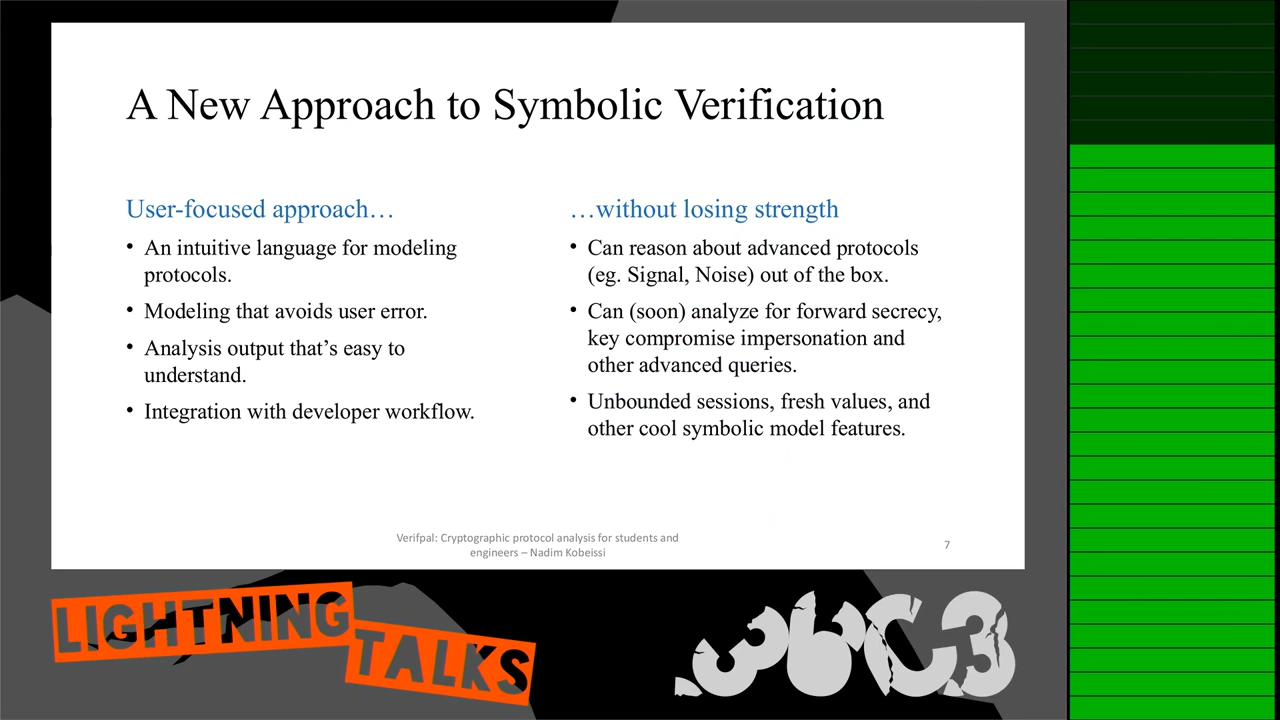 A New Approach to Symbolic Verification
User-focused approach…
• An intuitive language for modeling
protocols.
• Modeling that avoids user error.
• Analysis output that’s easy to
understand.
• Integration with developer workflow.
…without losing strength
• Can reason about advanced protocols
(eg. Signal, Noise) out of the box.
• Can (soon) analyze for forward secrecy,
key compromise impersonation and
other advanced queries.
• Unbounded sessions, fresh values, and
other cool symbolic model features.
Verifpal: Cryptographic protocol analysis for students and
engineers – Nadim Kobeissi
7
LIGHTNING
TALKS
36C3